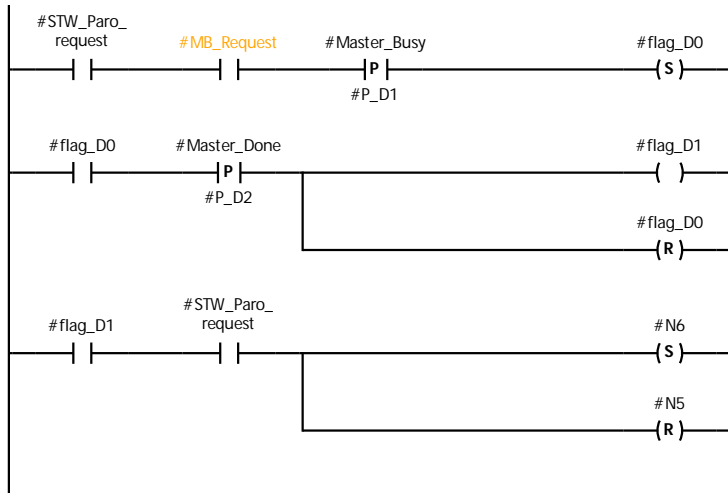 #STW_Paro_
request
#MB_Request
#Master_Busy
#flag_D0
P
S
#P_D1
#flag_D0
#Master_Done
#flag_D1
P
#P_D2
#flag_D0
R
#STW_Paro_
request
#flag_D1
#N6
S
#N5
R